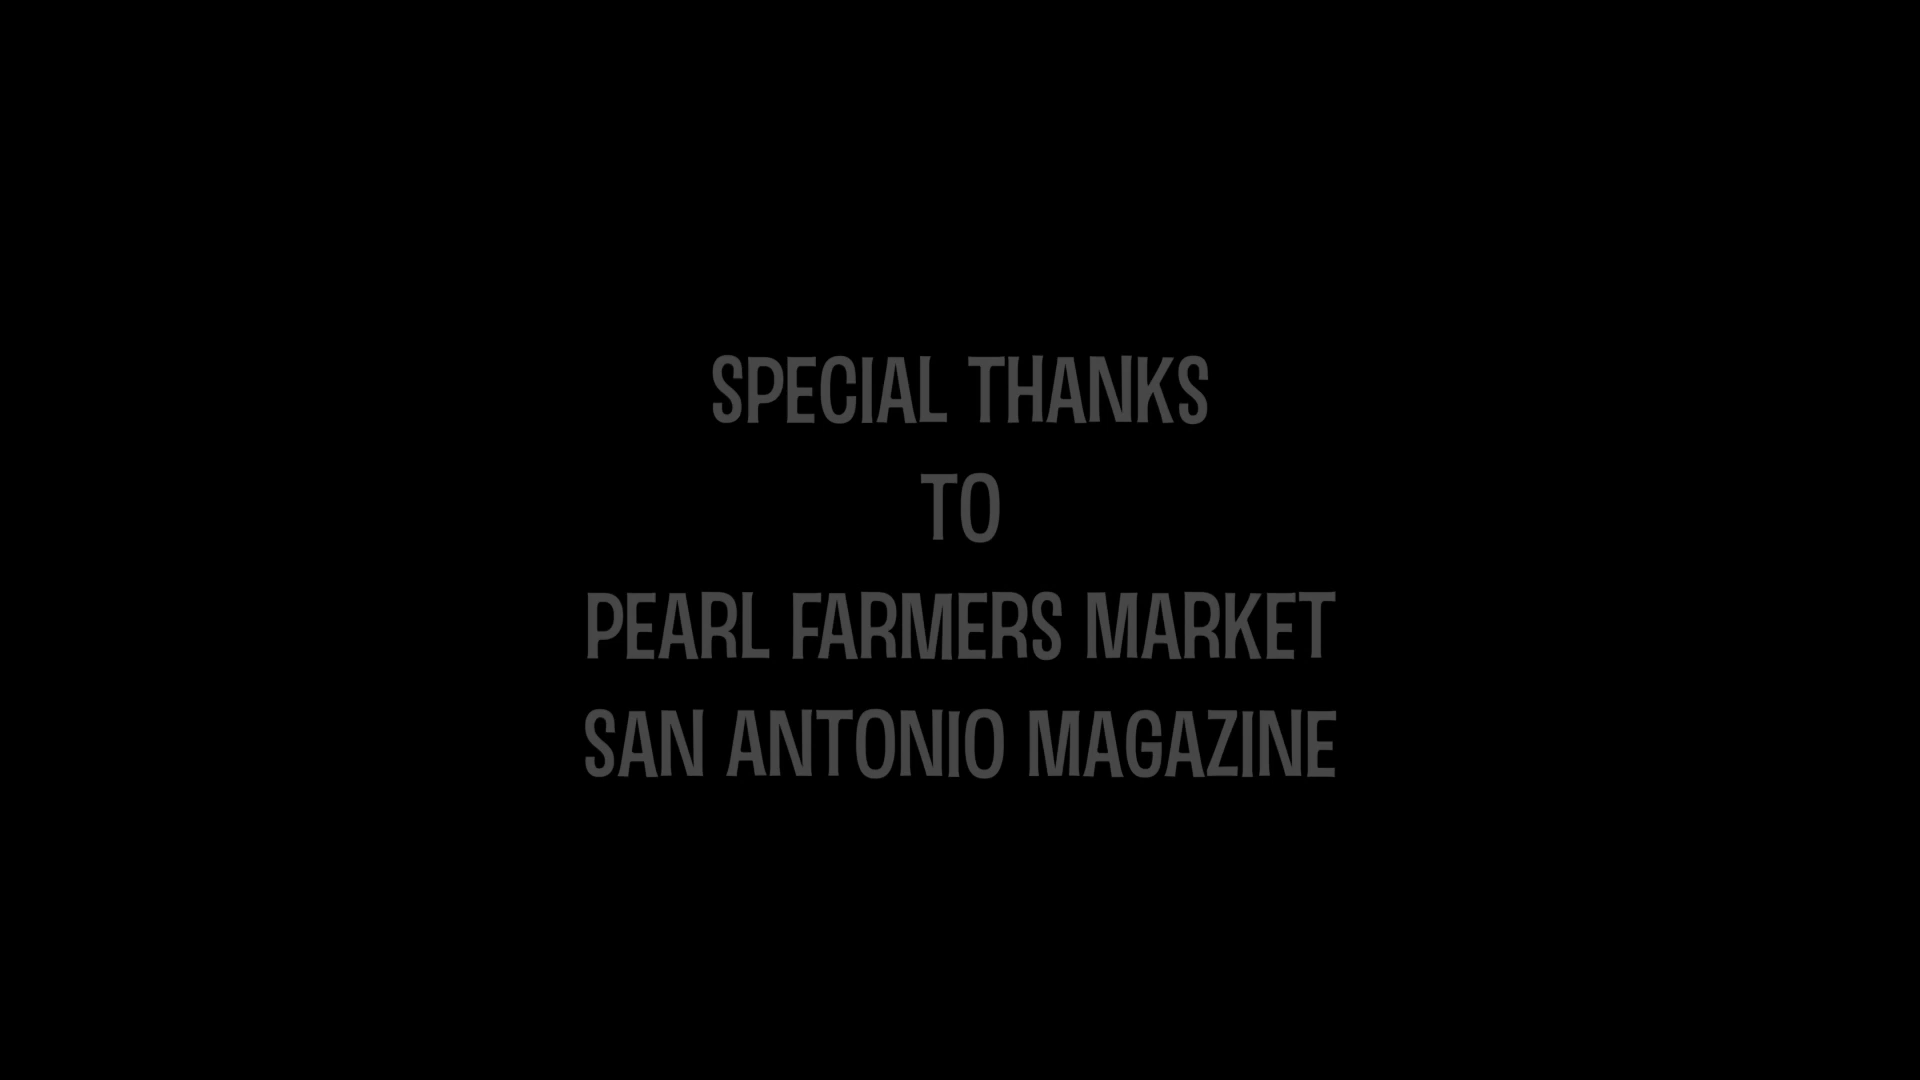 SPECIAL THANKS
TO
PEARL FARMERS MARKET
SAN ANTONIO MAGAZINE